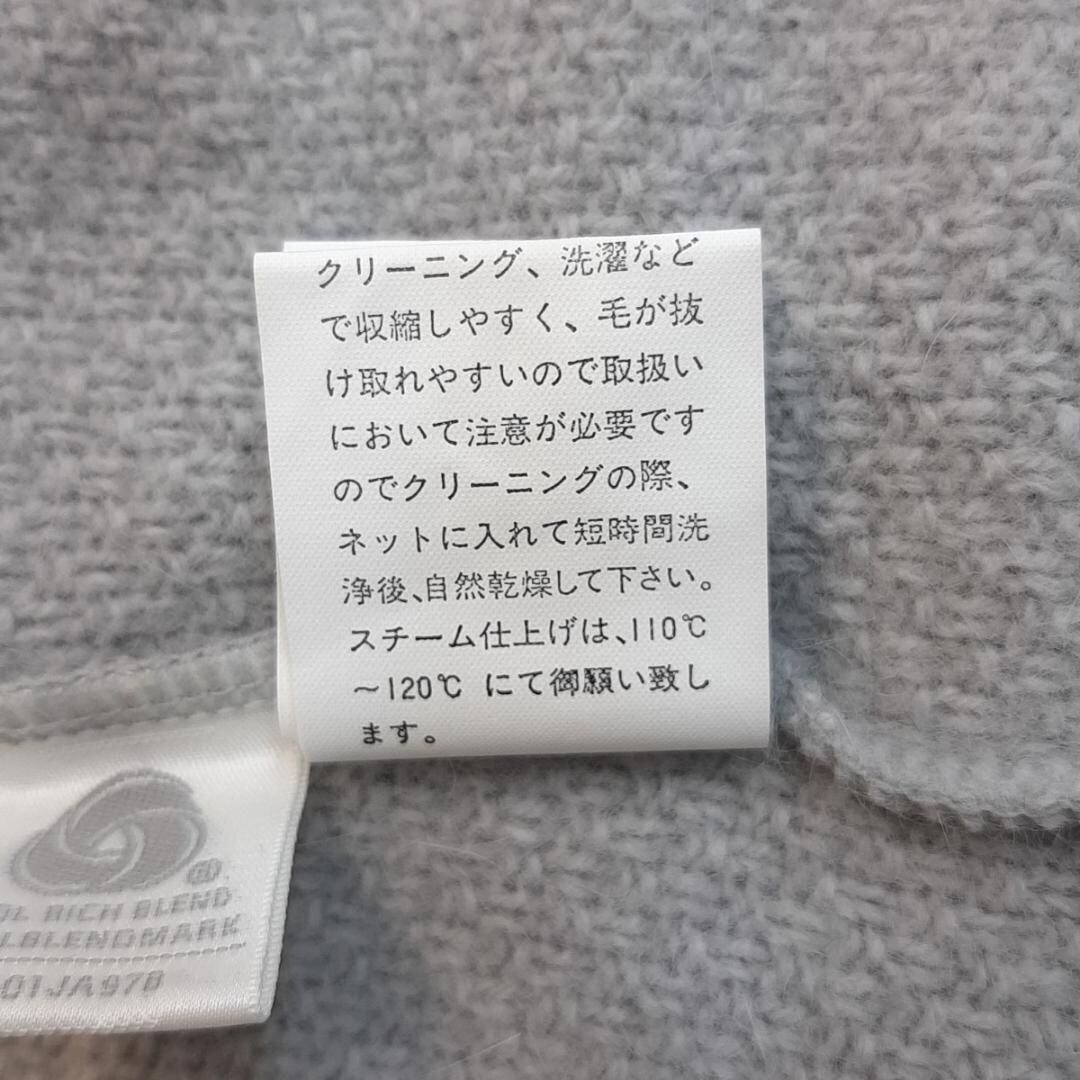 クリーニング、洗濯など
で収縮しやすく、毛が抜
け取れやすいので取扱い
において注意が必要です
のでクリーニングの際、
ネットに入れて短時間洗
浄後、自然乾燥して下さい。
スチーム仕上げは、110℃
〜120℃ にて御願い致し
ます。
®
RICH BLEND
01JA978